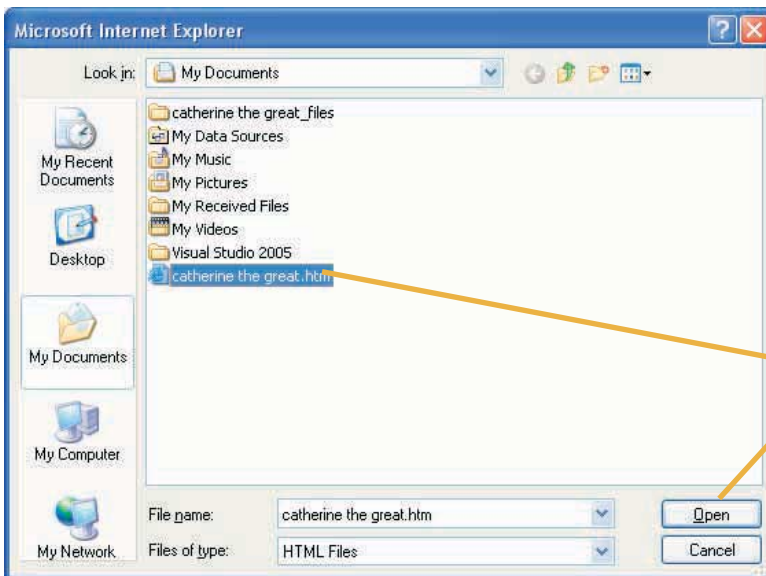 Microsoft Internet Explorer
Look in: My Documents
catherine the great_files
My Data Sources
My Music
My Pictures
My Received Files
My Videos
Visual Studio 2005
catherine the great.htm
My Recent
Documents
Desktop
My Documents
My Computer
My Network
File name: catherine the great.htm Open
Files of type: HTML Files Cancel